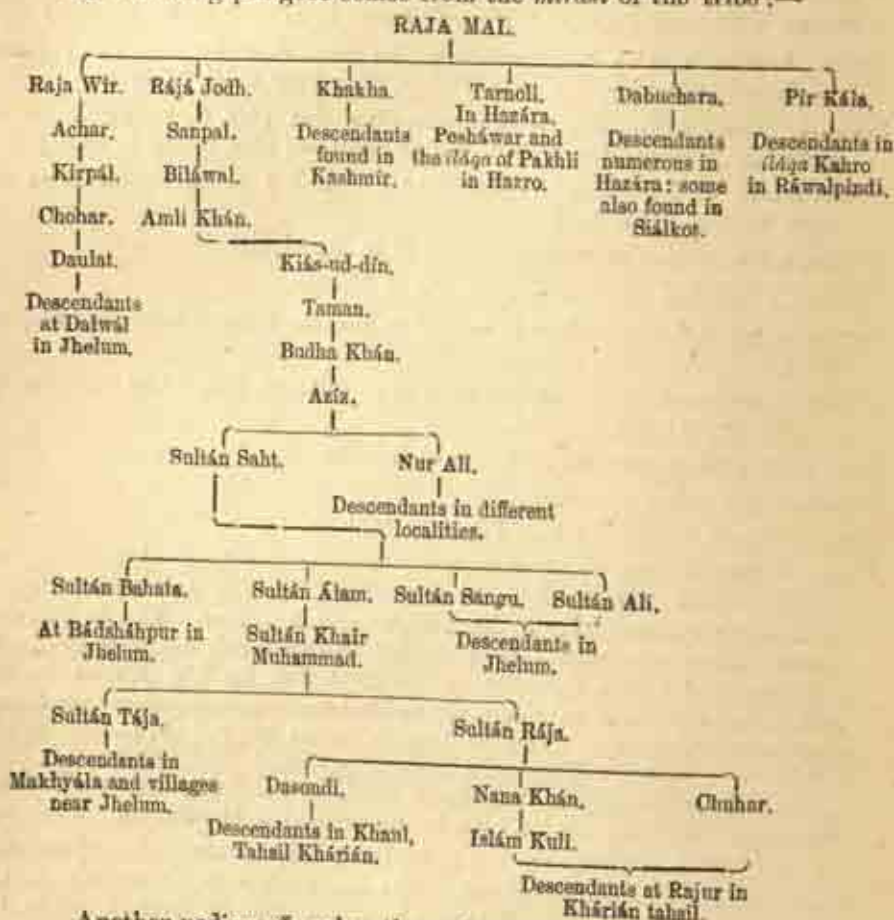 RAJA MAL.
Raja Wir. Rájá Jodh. Khakha. Tarnoli. Dabuchara. Pir Kála.
Achar. Sanpal. Descendants In Hazára. Descendants Descendants in
found in Pesháwar and numerous in iláqa Kahro
Kirpál. Biláwal. Kashmir. the iláqa of Pakhli Hazára: some in Ráwalpindi.
in Harro. also found in
Chohar. Amli Khán. Siálkot.
Daulat. Kiás-ud-dín.
Descendants Taman.
at Dalwál
in Jhelum. Budha Khán.
Azíz.
Sultán Saht. Nur Ali.
Descendants in different
localities.
Sultán Bahata. Sultán Álam. Sultán Sangu. Sultán Ali.
At Bádsháhpur in Sultán Khair Descendants in
Jhelum. Muhammad. Jhelum.
Sultán Tája. Sultán Rája.
Descendants in
Makhyála and villages Dasondi. Nana Khán. Chuhar.
near Jhelum.
Descendants in Islám Kuli.
Tahsil Khárián.
Descendants at Rajur in
Khárián tahsil.